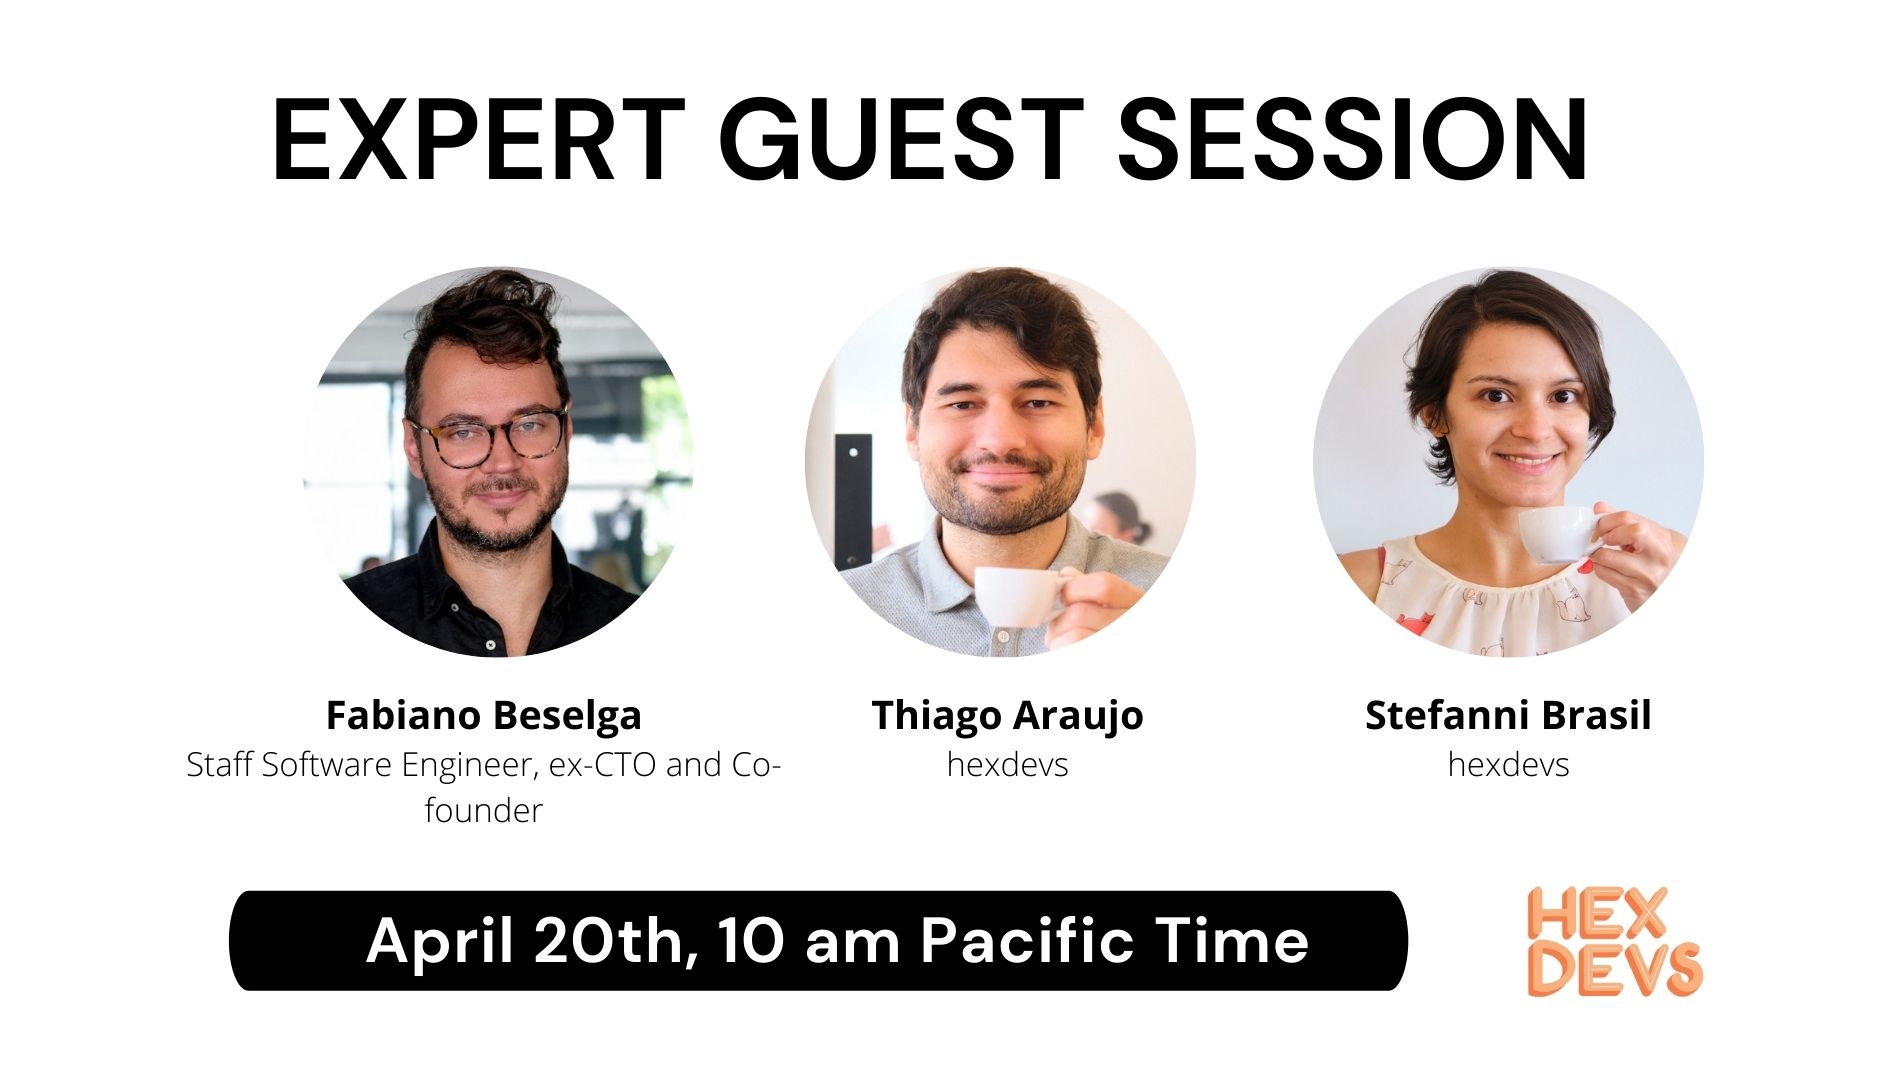 EXPERT GUEST SESSION
Fabiano Beselga
Staff Software Engineer, ex-CTO and Co-
founder
Thiago Araujo
hexdevs
Stefanni Brasil
hexdevs
April 20th, 10 am Pacific Time
HEX
DEVS